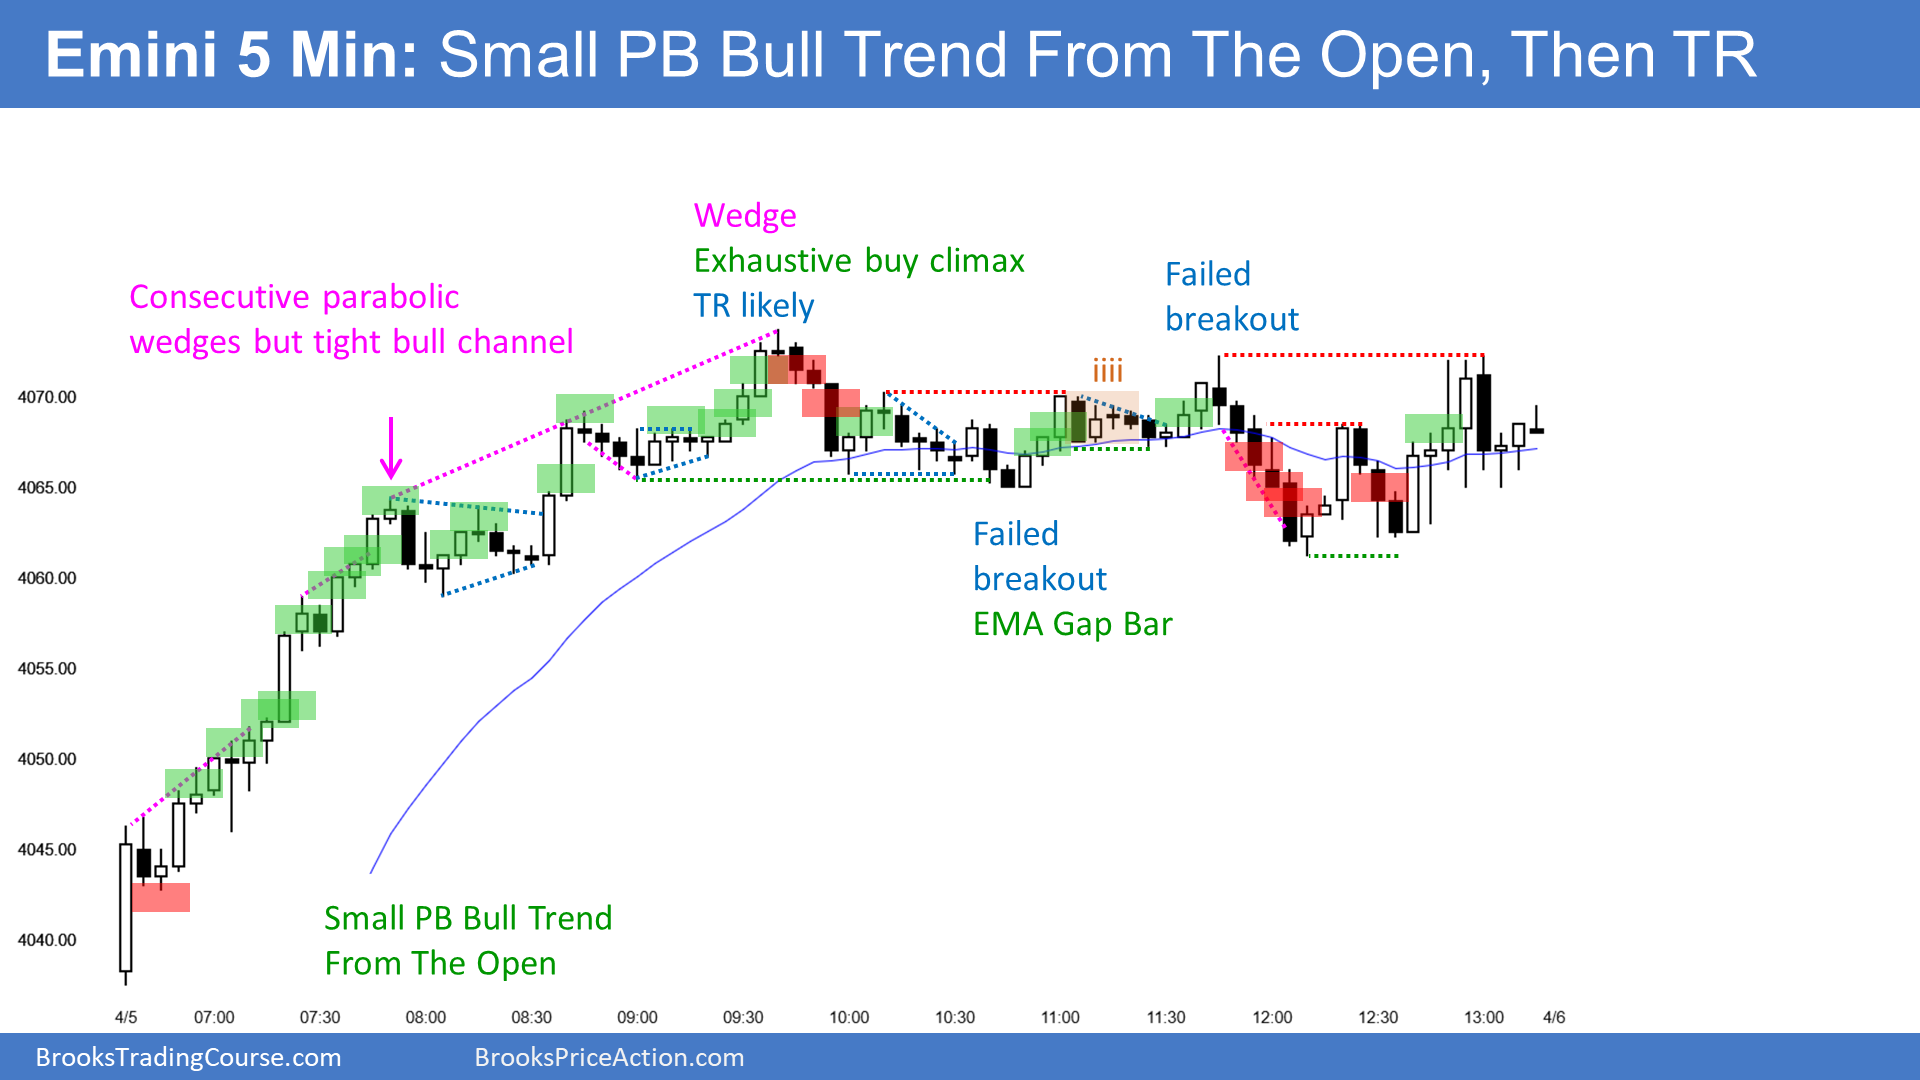 Emini 5 Min: Small PB Bull Trend From The Open, Then TR
Wedge
Exhaustive buy climax
TR likely
Consecutive parabolic
wedges but tight bull channel
Failed
breakout
iiii
Failed
breakout
EMA Gap Bar
Small PB Bull Trend
From The Open
4070.00
4065.00
4060.00
4055.00
4050.00
4045.00
4040.00
4/5 07:00 07:30 08:00 08:30 09:00 09:30 10:00 10:30 11:00 11:30 12:00 12:30 13:00 4/6
BrooksTradingCourse.com BrooksPriceAction.com